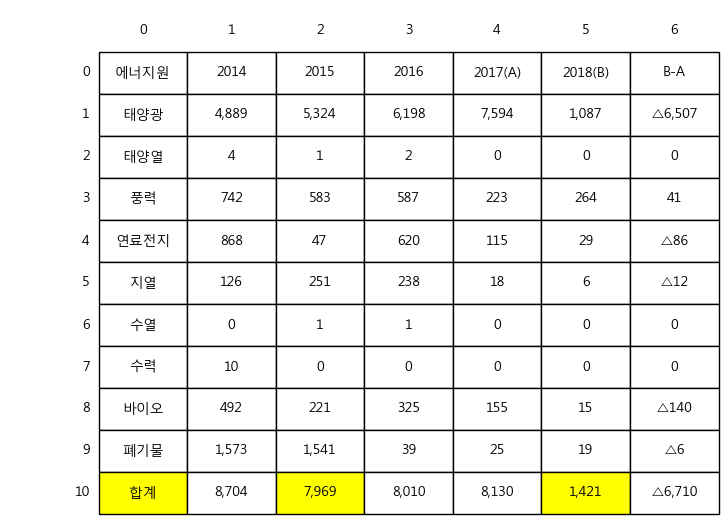 0 1 2 3 4 5 6
0 에너지원 2014 2015 2016 2017(A) 2018(B) B-A
1 태양광 4,889 5,324 6,198 7,594 1,087 △6,507
2 태양열 4 1 2 0 0 0
3 풍력 742 583 587 223 264 41
4 연료전지 868 47 620 115 29 △86
5 지열 126 251 238 18 6 △12
6 수열 0 1 1 0 0 0
7 수력 10 0 0 0 0 0
8 바이오 492 221 325 155 15 △140
9 폐기물 1,573 1,541 39 25 19 △6
10 합계 8,704 7,969 8,010 8,130 1,421 △6,710